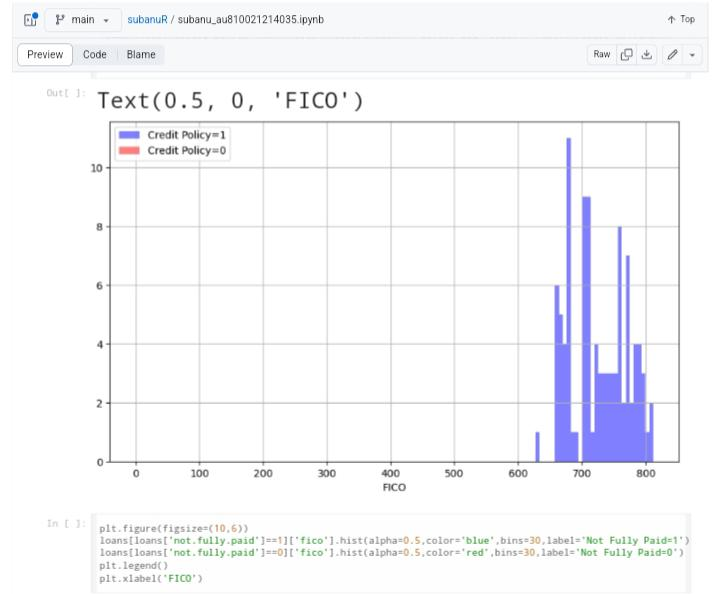 main
subanuR / subanu_au810021214035.ipynb
Top
Preview Code Blame
Raw
Out[ ]:
Text(0.5, 0, 'FICO')
Credit Policy=1
Credit Policy=0
10
8
6
4
2
0
0 100 200 300 400 500 600 700 800
FICO
In [ ]:
plt.figure(figsize=(10,6))
loans[loans['not.fully.paid']==1]['fico'].hist(alpha=0.5,color='blue',bins=30,label='Not Fully Paid=1')
loans[loans['not.fully.paid']==0]['fico'].hist(alpha=0.5,color='red',bins=30,label='Not Fully Paid=0')
plt.legend()
plt.xlabel('FICO')